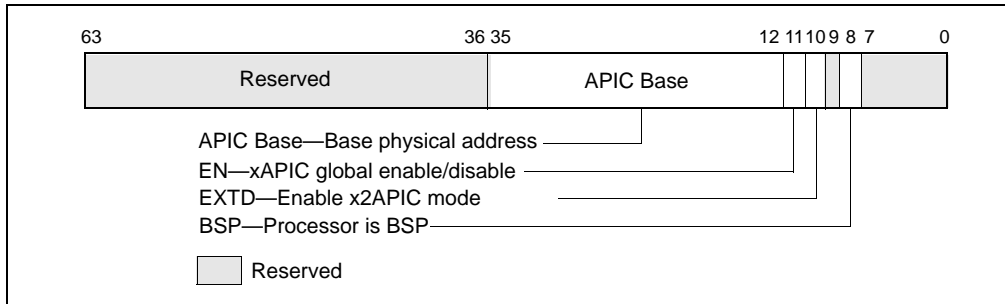 63 36 35 12 11 10 9 8 7 0
Reserved APIC Base
APIC Base—Base physical address
EN—xAPIC global enable/disable
EXTD—Enable x2APIC mode
BSP—Processor is BSP
Reserved